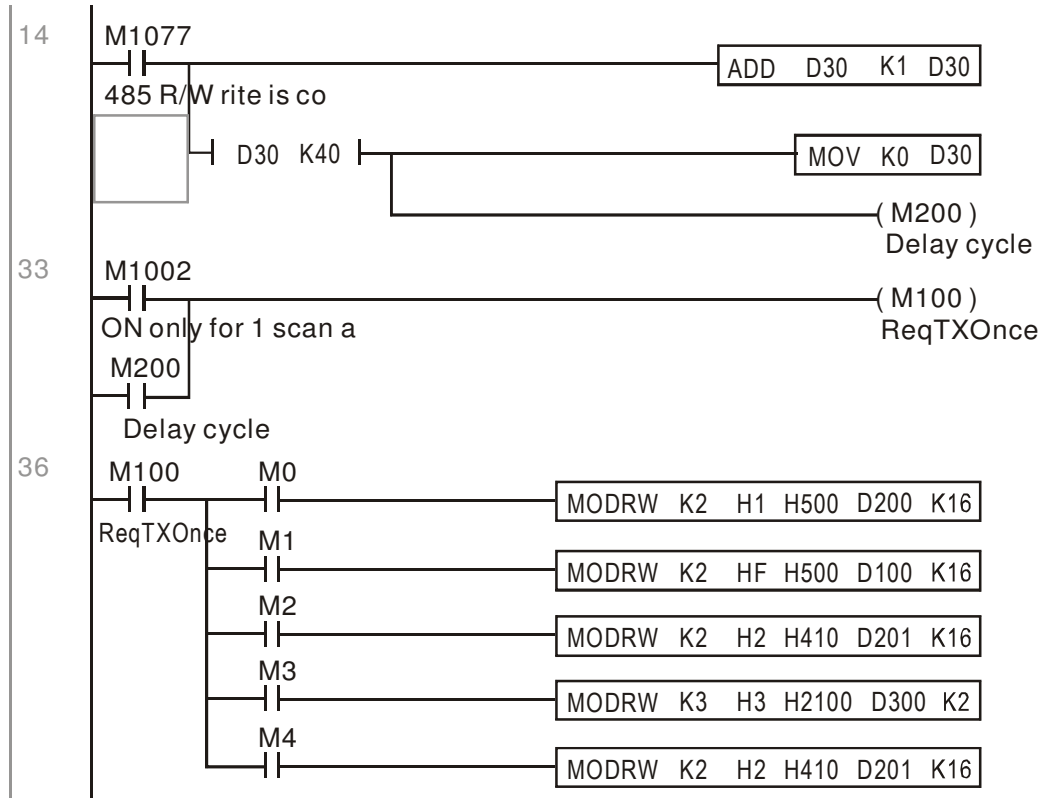 14
M1077
ADD D30 K1 D30
485 R/W rite is co
D30 K40
MOV K0 D30
( M200 )
Delay cycle
33
M1002
( M100 )
ON only for 1 scan a
ReqTXOnce
M200
Delay cycle
36
M100 M0
MODRW K2 H1 H500 D200 K16
ReqTXOnce
M1
MODRW K2 HF H500 D100 K16
M2
MODRW K2 H2 H410 D201 K16
M3
MODRW K3 H3 H2100 D300 K2
M4
MODRW K2 H2 H410 D201 K16